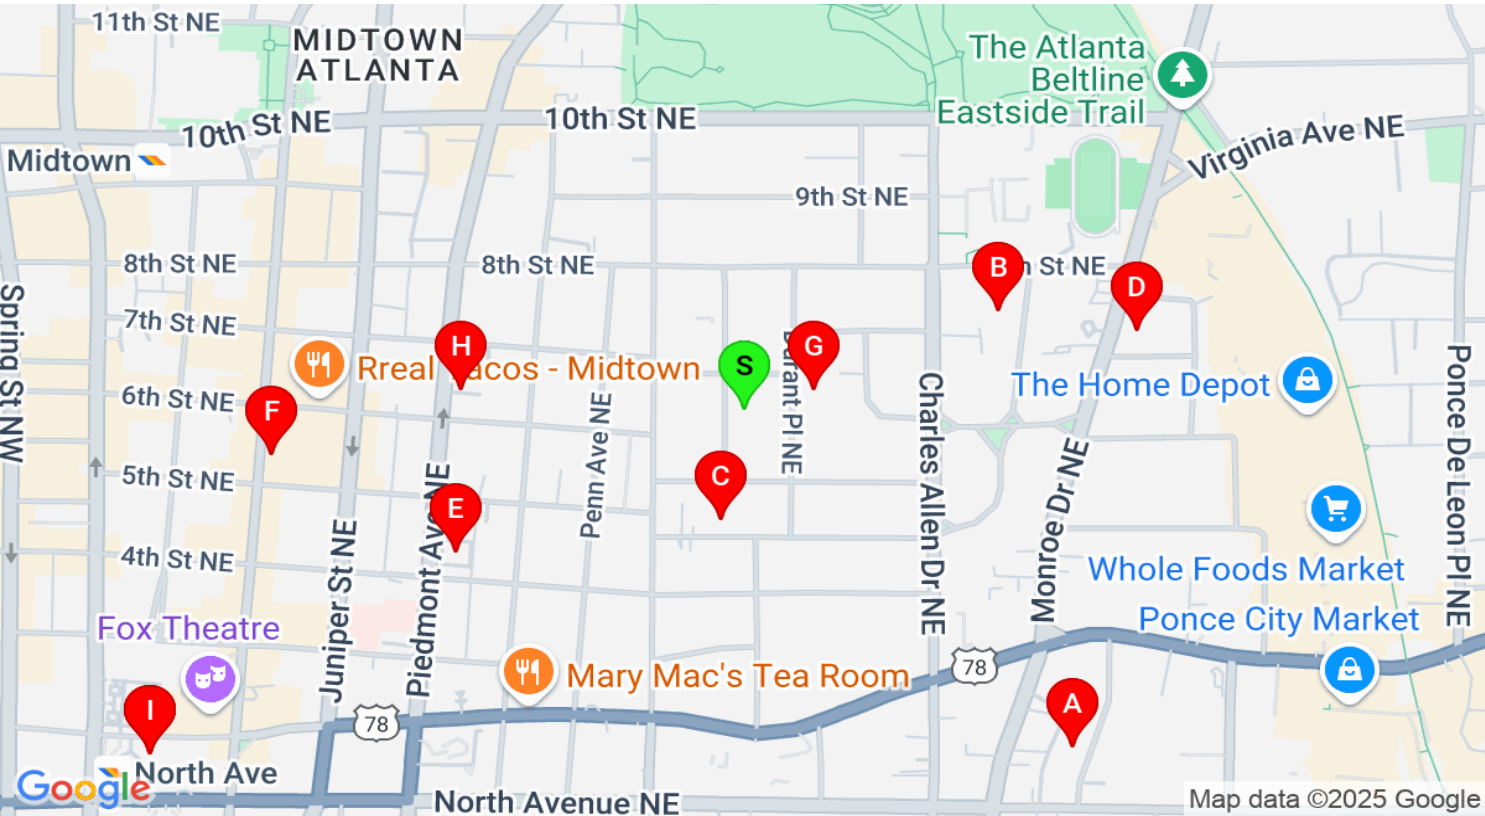 11th St NE
MIDTOWN
ATLANTA
The Atlanta
Beltline
Eastside Trail
10th St NE
10th St NE
Virginia Ave NE
Midtown
9th St NE
8th St NE
8th St NE
B
St NE
D
Spring St NW
7th St NE
H
Rreal Tacos - Midtown
S
G
Durant Pl NE
The Home Depot
Charles Allen Dr NE
Ponce De Leon Pl NE
6th St NE
F
Penn Ave NE
Monroe Dr NE
5th St NE
C
E
Piedmont Ave NE
Juniper St NE
4th St NE
Whole Foods Market
Ponce City Market
Fox Theatre
Mary Mac's Tea Room
78
78
A
I
North Ave
Google
North Avenue NE
Map data ©2025 Google